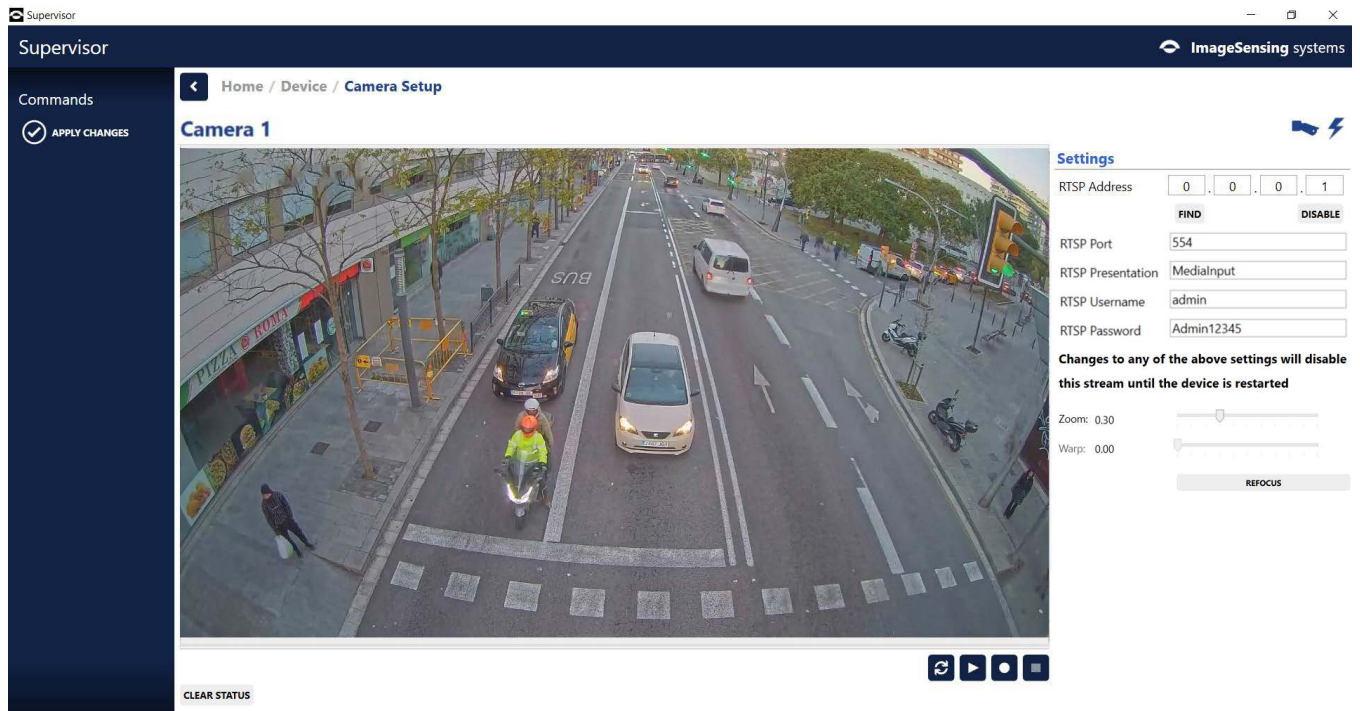 Supervisor
Supervisor
ImageSensing systems
Commands
APPLY CHANGES
Home / Device / Camera Setup
Camera 1
Settings
RTSP Address 0 . 0 . 0 . 1
FIND DISABLE
RTSP Port 554
RTSP Presentation MediaInput
RTSP Username admin
RTSP Password Admin12345
Changes to any of the above settings will disable
this stream until the device is restarted
Zoom: 0.30
Warp: 0.00
REFOCUS
BUS
PIZZA @ ROMA
CLEAR STATUS